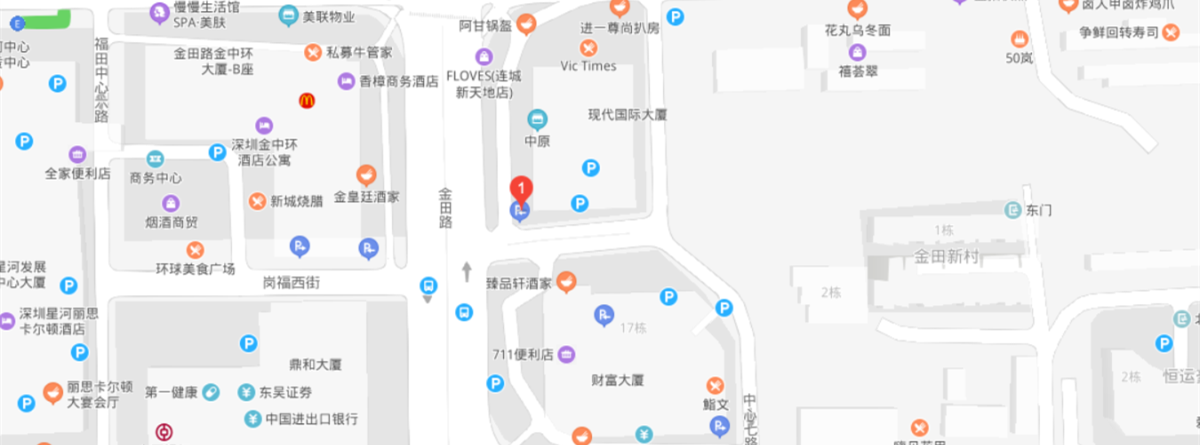 慢慢生活馆
SPA·美肤
美联物业
阿甘锅盔
进一尊尚扒房
花丸乌冬面
卤人甲卤炸鸡爪
争鲜回转寿司
金田路金中环
大厦-B座
私募牛管家
Vic Times
禧荟翠
50岚
福田中心路
中心
香樟商务酒店
FLOVES(连城
新天地店)
现代国际大厦
中原
深圳金中环
酒店公寓
全家便利店
商务中心
新城烧腊
金皇廷酒家
金田路
1
烟酒商贸
东门
1栋
金田新村
环球美食广场
星河发展
中心大厦
岗福西街
臻品轩酒家
2栋
深圳星河丽思
卡尔顿酒店
17栋
711便利店
鼎和大厦
财富大厦
2栋
丽思卡尔顿
大宴会厅
第一健康
东吴证券
中国进出口银行
鮨文
中心七路